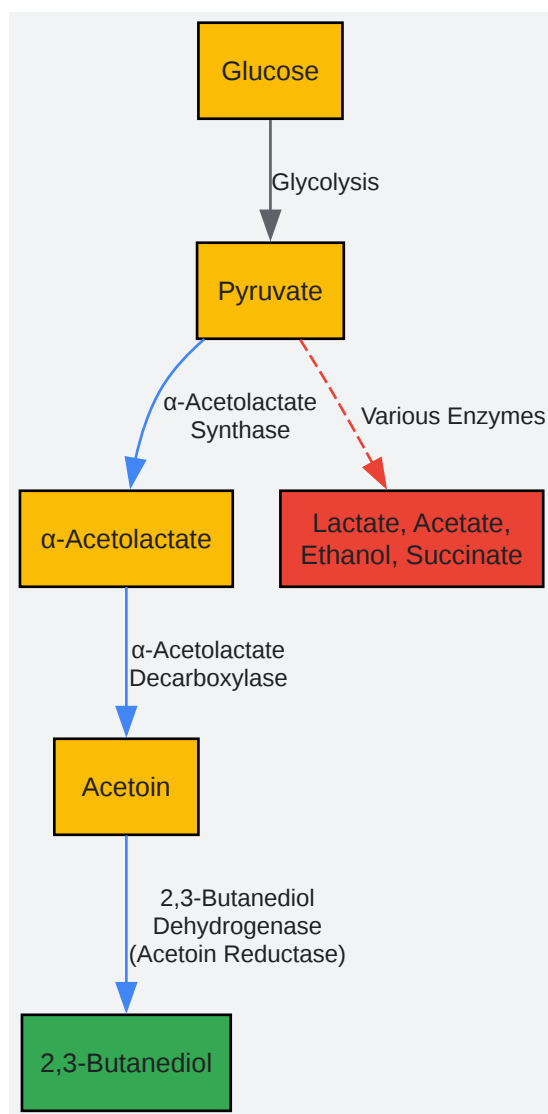 Glucose
Glycolysis
Pyruvate
α-Acetolactate
Synthase
Various Enzymes
α-Acetolactate
Lactate, Acetate,
Ethanol, Succinate
α-Acetolactate
Decarboxylase
Acetoin
2,3-Butanediol
Dehydrogenase
(Acetoin Reductase)
2,3-Butanediol